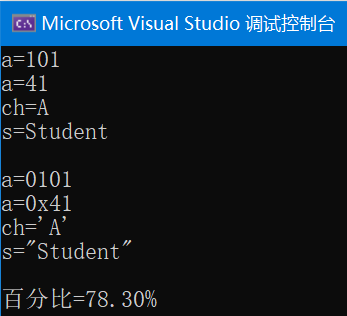 Microsoft Visual Studio 调试控制台
a=101
a=41
ch=A
s=Student
a=0101
a=0x41
ch='A'
s="Student"
百分比=78.30%